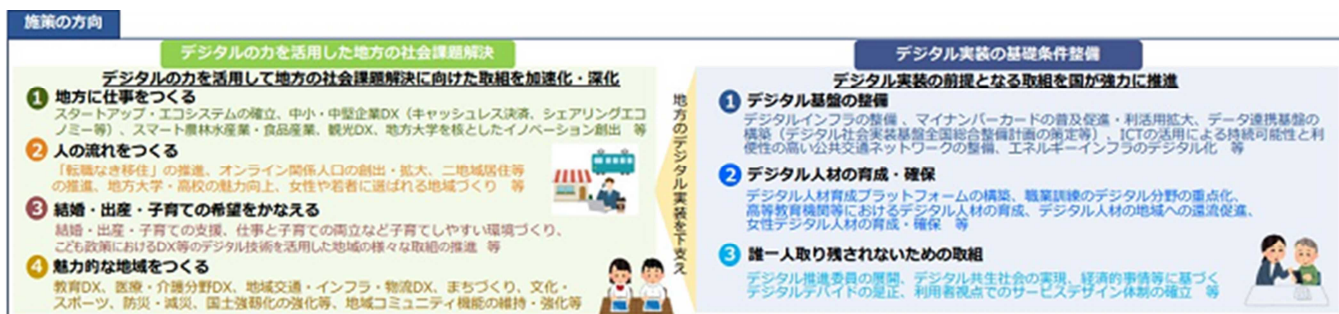 施策の方向
デジタルの力を活用した地方の社会課題解決
デジタルの力を活用して地方の社会課題解決に向けた取組を加速化・深化
1 地方に仕事をつくる
スタートアップ・エコシステムの確立、中小・中堅企業DX（キャッシュレス決済、シェアリングエコ
ノミー等）、スマート農林水産業・食品産業、観光DX、地方大学を核としたイノベーション創出　等
2 人の流れをつくる
「転職なき移住」の推進、オンライン関係人口の創出・拡大、二地域居住等
の推進、地方大学・高校の魅力向上、女性や若者に選ばれる地域づくり　等
3 結婚・出産・子育ての希望をかなえる
結婚・出産・子育ての支援、仕事と子育ての両立など子育てしやすい環境づくり、
こども政策におけるDX等のデジタル技術を活用した地域の様々な取組の推進　等
4 魅力的な地域をつくる
教育DX、医療・介護分野DX、地域交通・インフラ・物流DX、まちづくり、文化・
スポーツ、防災・減災、国土強靱化の強化等、地域コミュニティ機能の維持・強化等
地方のデジタル実装を下支え
デジタル実装の基礎条件整備
デジタル実装の前提となる取組を国が強力に推進
1 デジタル基盤の整備
デジタルインフラの整備、マイナンバーカードの普及促進・利活用拡大、データ連携基盤の
構築（デジタル社会実装基盤全国総合整備計画の策定等）、ICTの活用による持続可能性と利
便性の高い公共交通ネットワークの整備、エネルギーインフラのデジタル化　等
2 デジタル人材の育成・確保
デジタル人材育成プラットフォームの構築、職業訓練のデジタル分野の重点化、
高等教育機関等におけるデジタル人材の育成、デジタル人材の地域への還流促進、
女性デジタル人材の育成・確保　等
3 誰一人取り残されないための取組
デジタル推進委員の展開、デジタル共生社会の実現、経済的事情等に基づく
デジタルデバイドの是正、利用者視点でのサービスデザイン体制の確立　等